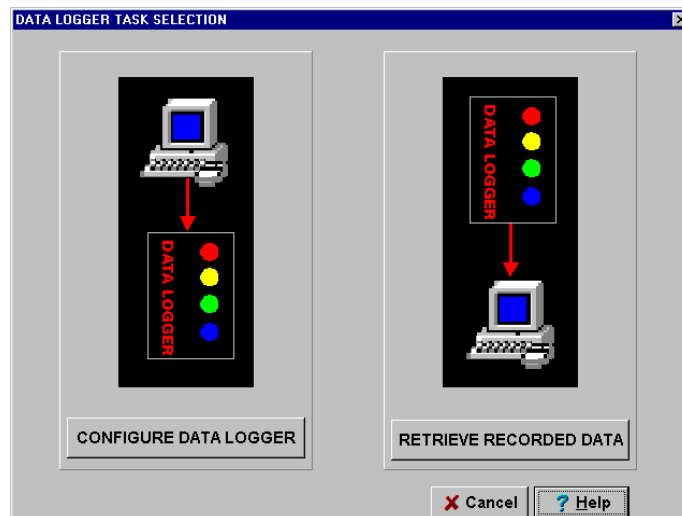 DATA LOGGER TASK SELECTION
DATA LOGGER
CONFIGURE DATA LOGGER
DATA LOGGER
RETRIEVE RECORDED DATA
Cancel
? Help